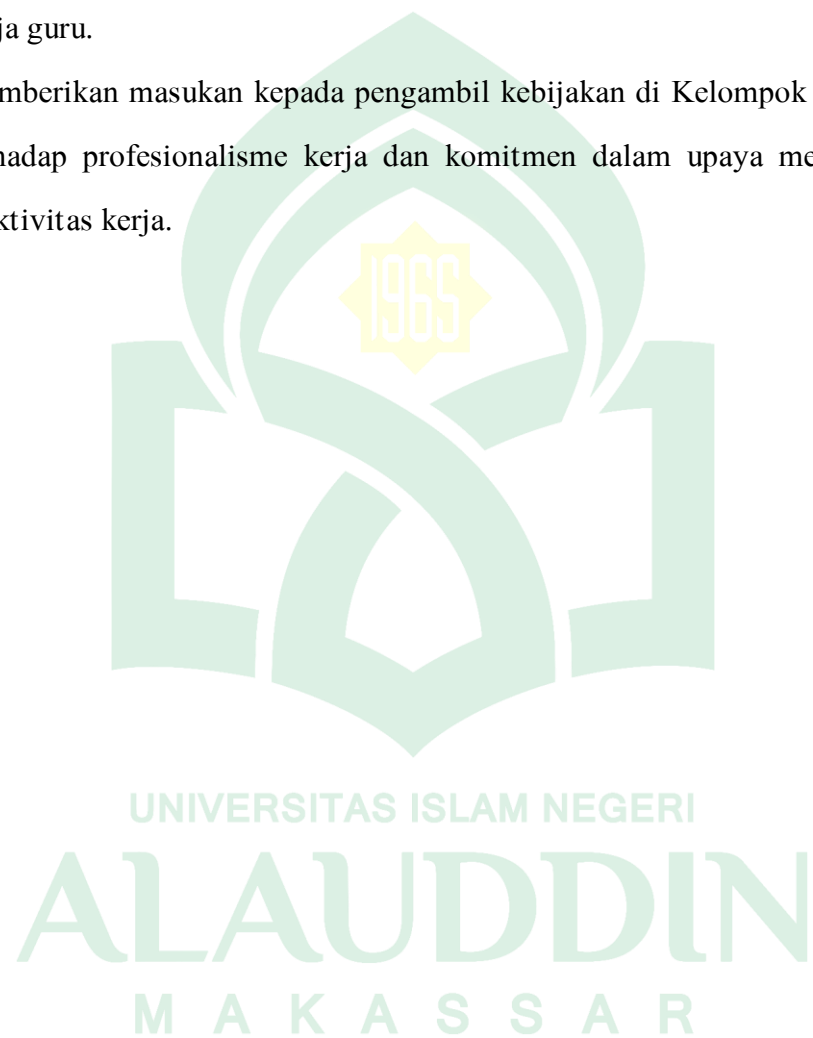 ja guru.
mberikan masukan kepada pengambil kebijakan di Kelompok
hadap profesionalisme kerja dan komitmen dalam upaya me
ktivitas kerja.
1965
UNIVERSITAS ISLAM NEGERI
ALAUDDIN
MAKASSAR